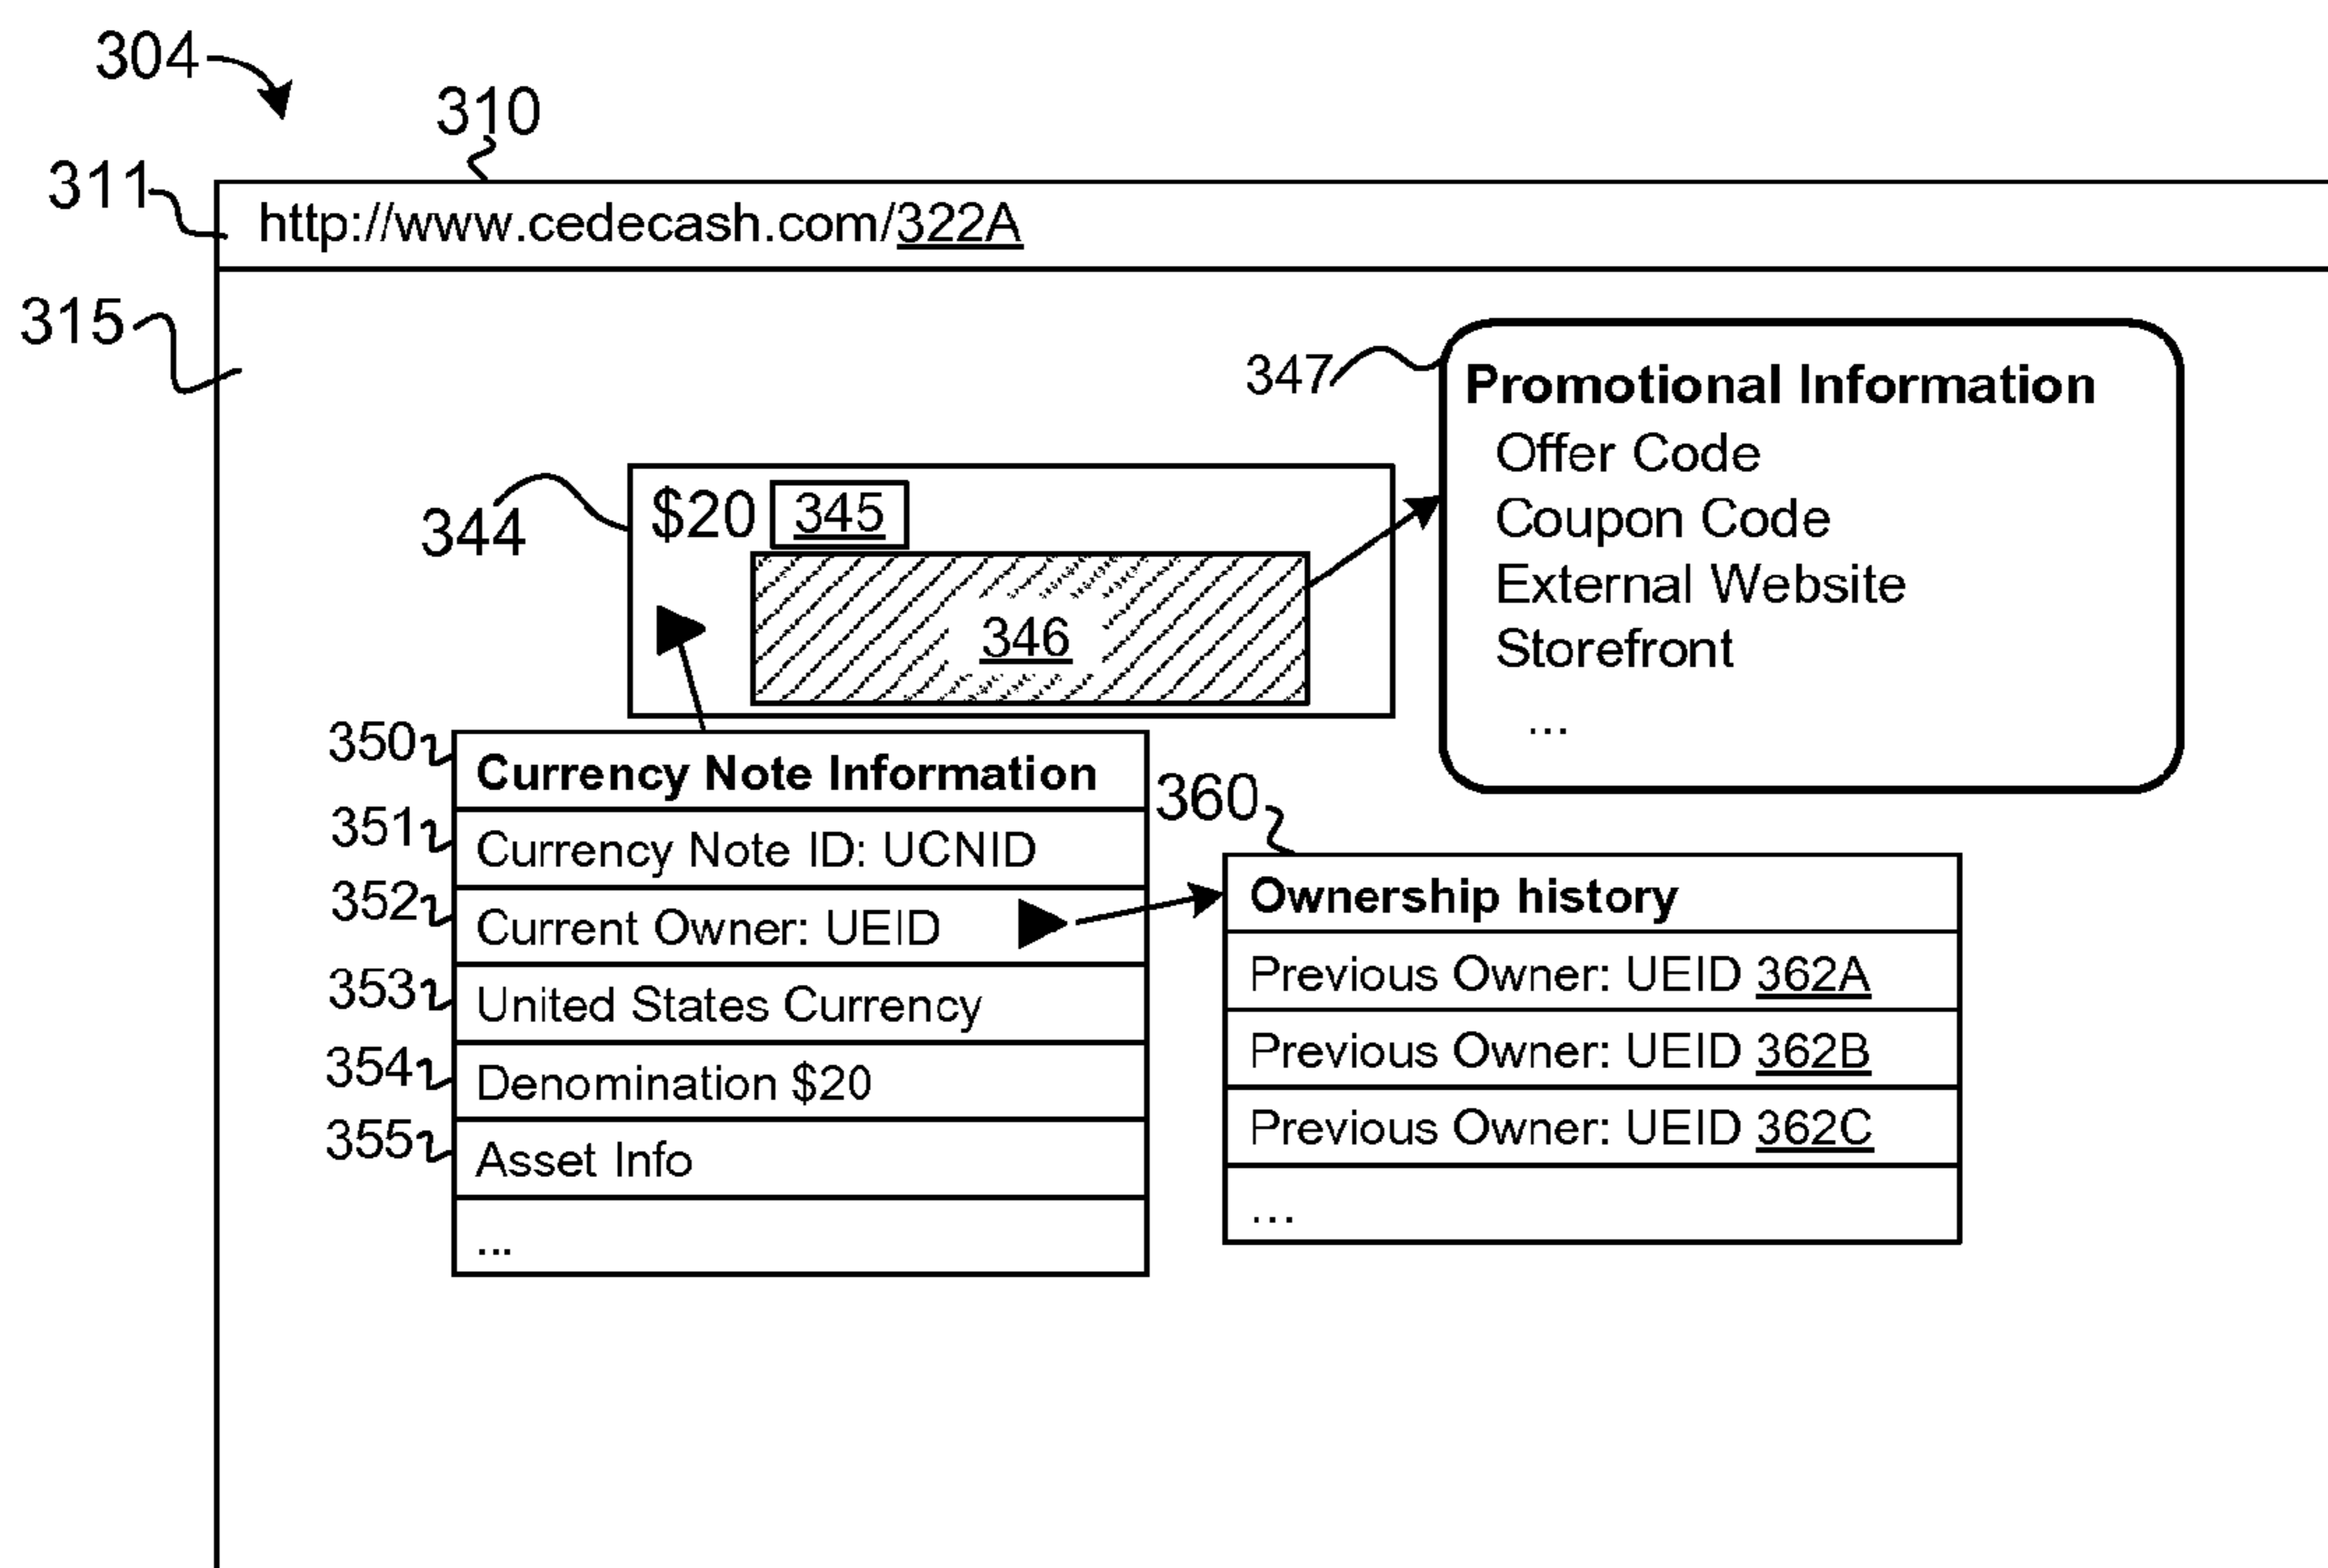 304
310
311
http://www.cedecash.com/322A
315
347
Promotional Information
Offer Code
Coupon Code
External Website
Storefront
...
344
$20 345
346
350
Currency Note Information
351
Currency Note ID: UCNID
352
Current Owner: UEID
353
United States Currency
354
Denomination $20
355
Asset Info
...
360
Ownership history
Previous Owner: UEID 362A
Previous Owner: UEID 362B
Previous Owner: UEID 362C
...